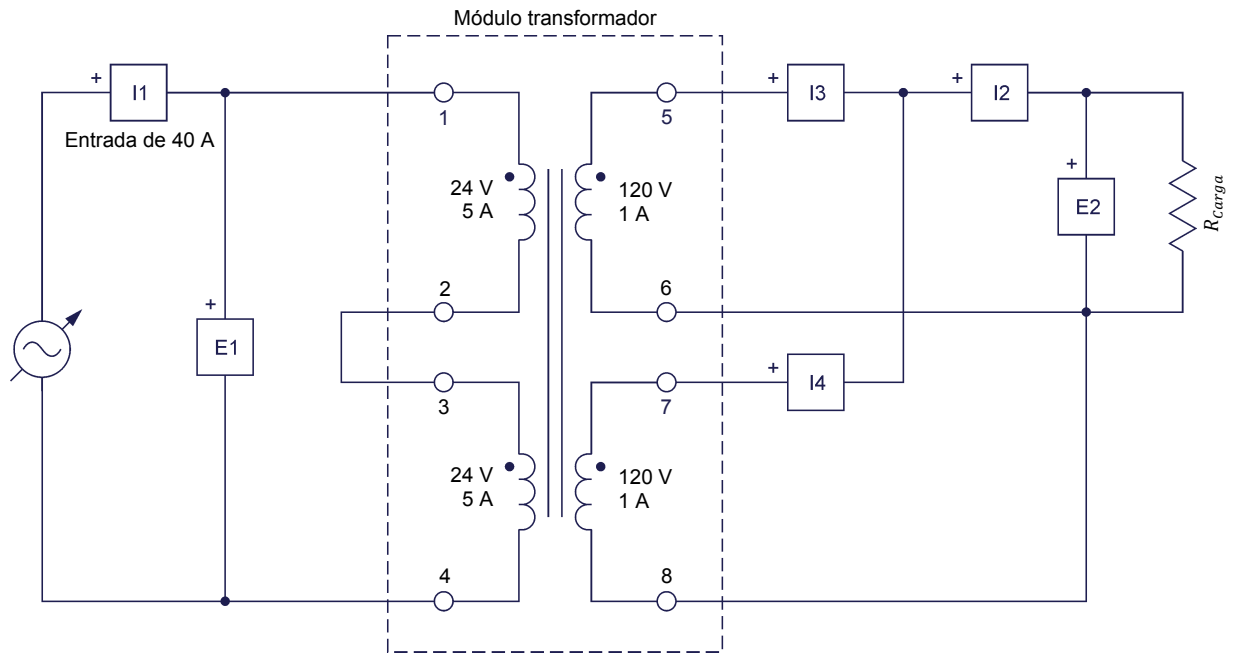 Módulo transformador
+ I1
Entrada de 40 A
1
5
+ I3
+ I2
24 V
5 A
120 V
1 A
+
E2
R_Carga
2
6
+
E1
3
7
+ I4
24 V
5 A
120 V
1 A
4
8